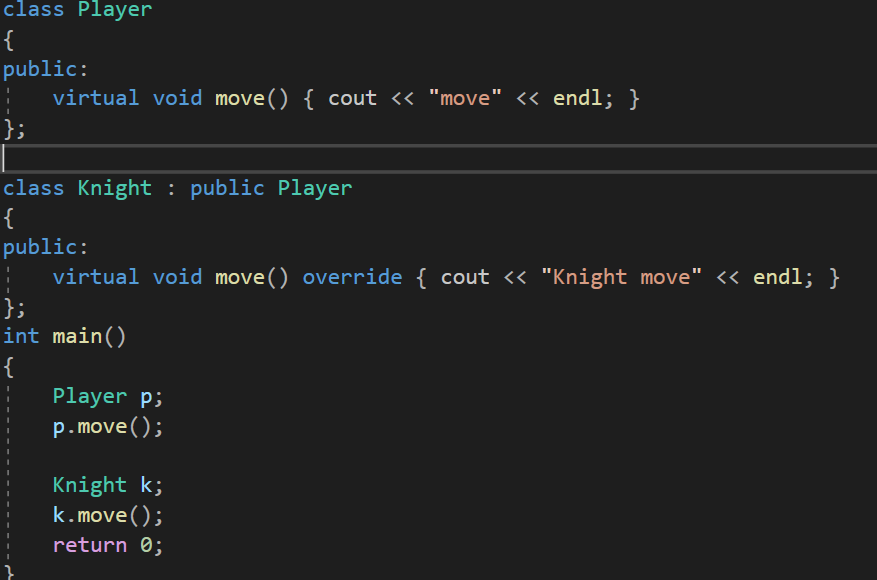 class Player
{
public:
    virtual void move() { cout << "move" << endl; }
};

class Knight : public Player
{
public:
    virtual void move() override { cout << "Knight move" << endl; }
};
int main()
{
    Player p;
    p.move();

    Knight k;
    k.move();
    return 0;
}